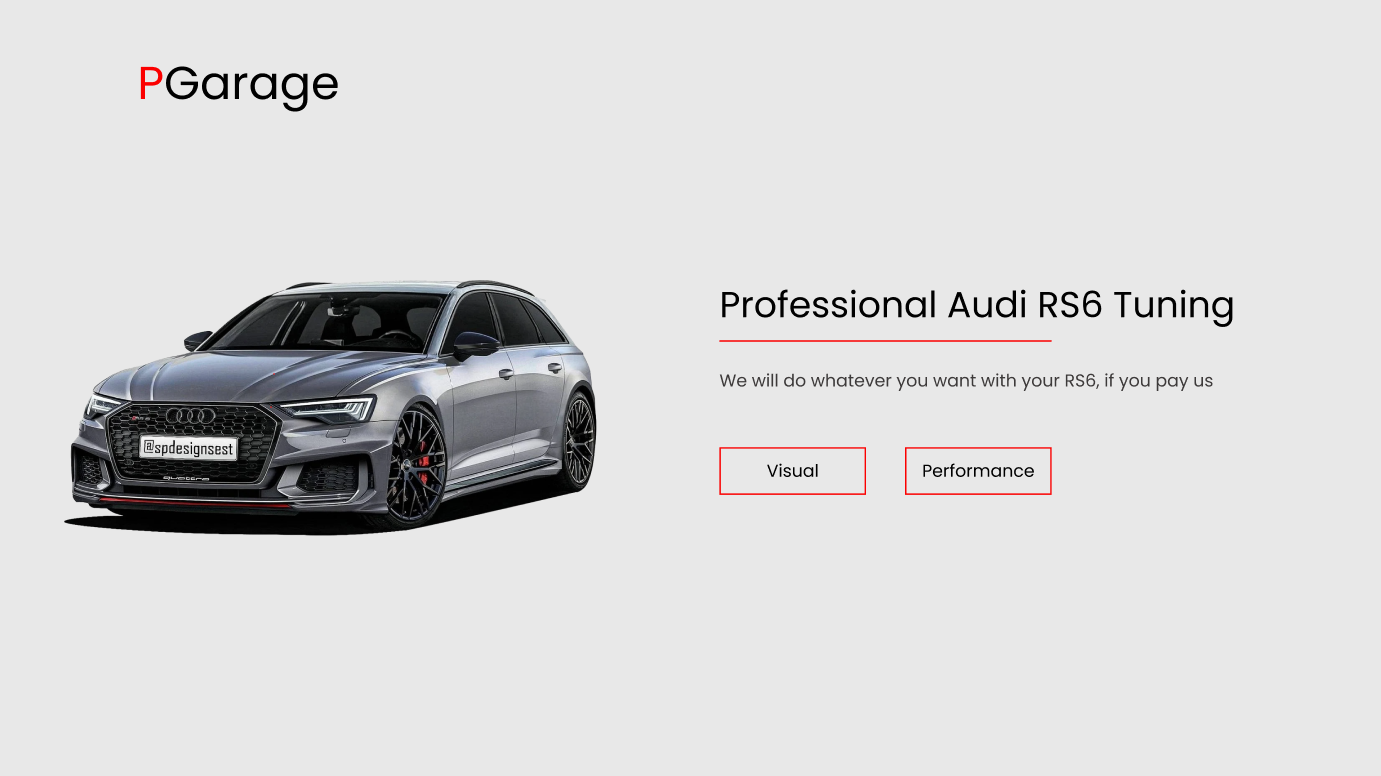 PGarage
Professional Audi RS6 Tuning
We will do whatever you want with your RS6, if you pay us
@spdesignsest
quattro
Visual
Performance